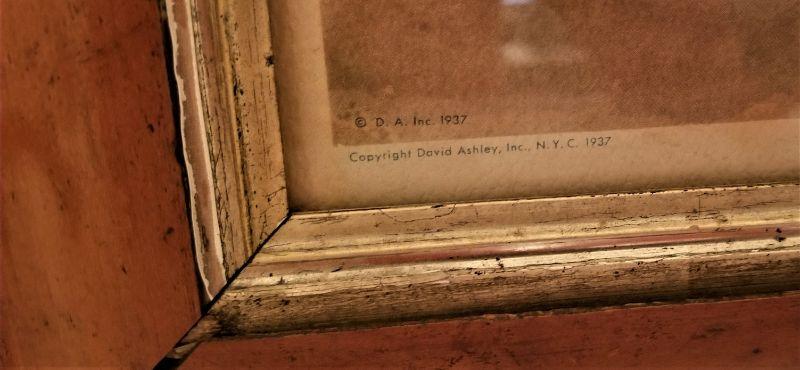 © D. A. Inc. 1937
Copyright David Ashley, Inc., N.Y.C. 1937